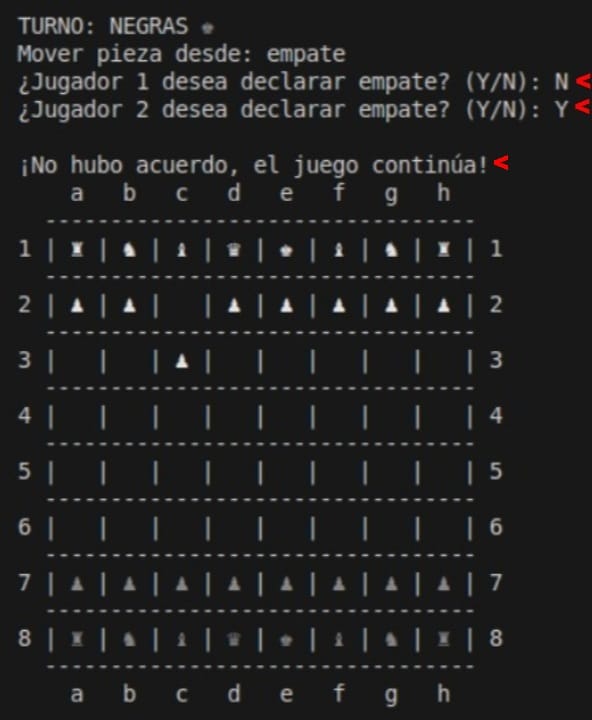 TURNO: NEGRAS ♚
Mover pieza desde: empate
¿Jugador 1 desea declarar empate? (Y/N): N <
¿Jugador 2 desea declarar empate? (Y/N): Y <
¡No hubo acuerdo, el juego continúa! <
a b c d e f g h
---------------------------------
1 | ♜ | ♞ | ♝ | ♛ | ♚ | ♝ | ♞ | ♜ | 1
---------------------------------
2 | ♟ | ♟ |   | ♟ | ♟ | ♟ | ♟ | ♟ | 2
---------------------------------
3 |   |   | ♟ |   |   |   |   |   | 3
---------------------------------
4 |   |   |   |   |   |   |   |   | 4
---------------------------------
5 |   |   |   |   |   |   |   |   | 5
---------------------------------
6 |   |   |   |   |   |   |   |   | 6
---------------------------------
7 | ♟ | ♟ | ♟ | ♟ | ♟ | ♟ | ♟ | ♟ | 7
---------------------------------
8 | ♜ | ♞ | ♝ | ♛ | ♚ | ♝ | ♞ | ♜ | 8
---------------------------------
a b c d e f g h